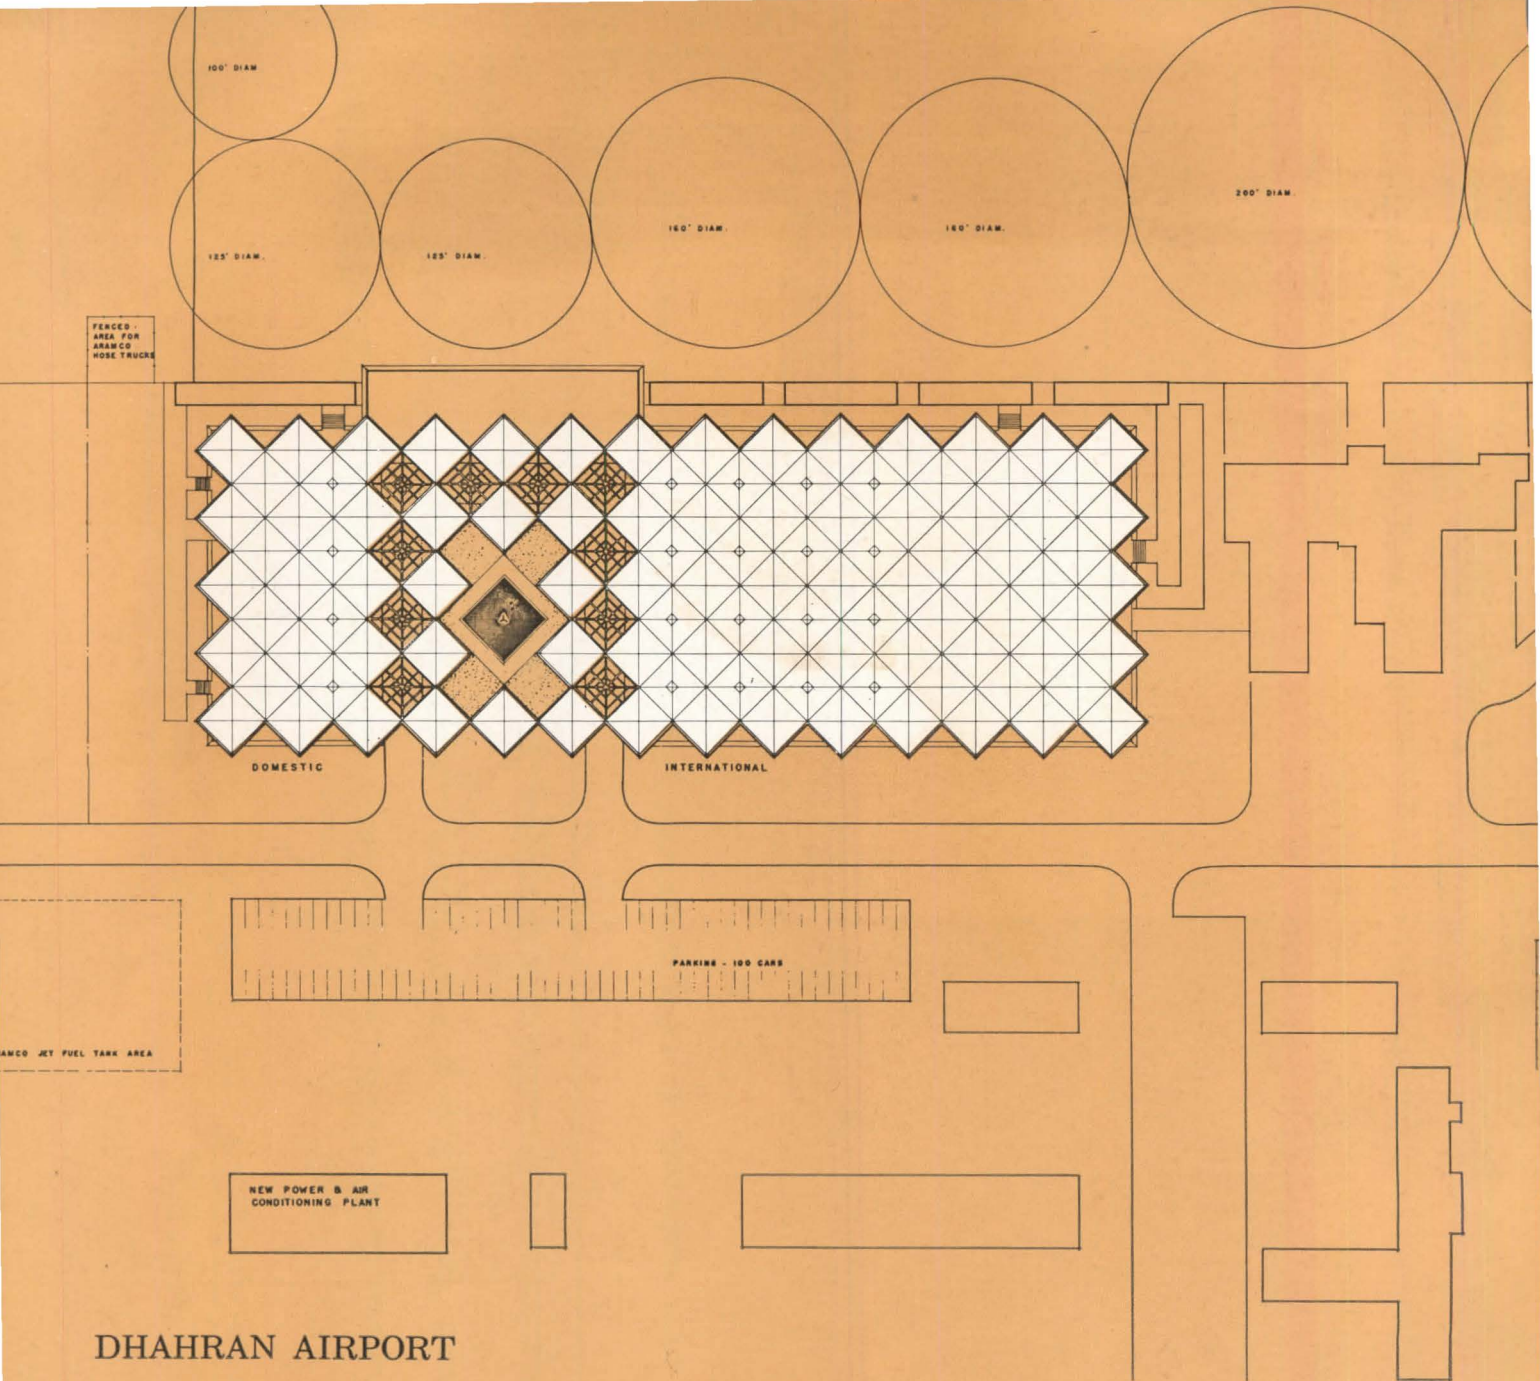 100' DIAM
200' DIAM.
160' DIAM.
160' DIAM.
125' DIAM.
125' DIAM.
FENCED
AREA FOR
ARAMCO
HOSE TRUCKS
DOMESTIC
INTERNATIONAL
PARKING - 100 CARS
AMCO JET FUEL TANK AREA
NEW POWER & AIR
CONDITIONING PLANT
DHAHRAN AIRPORT